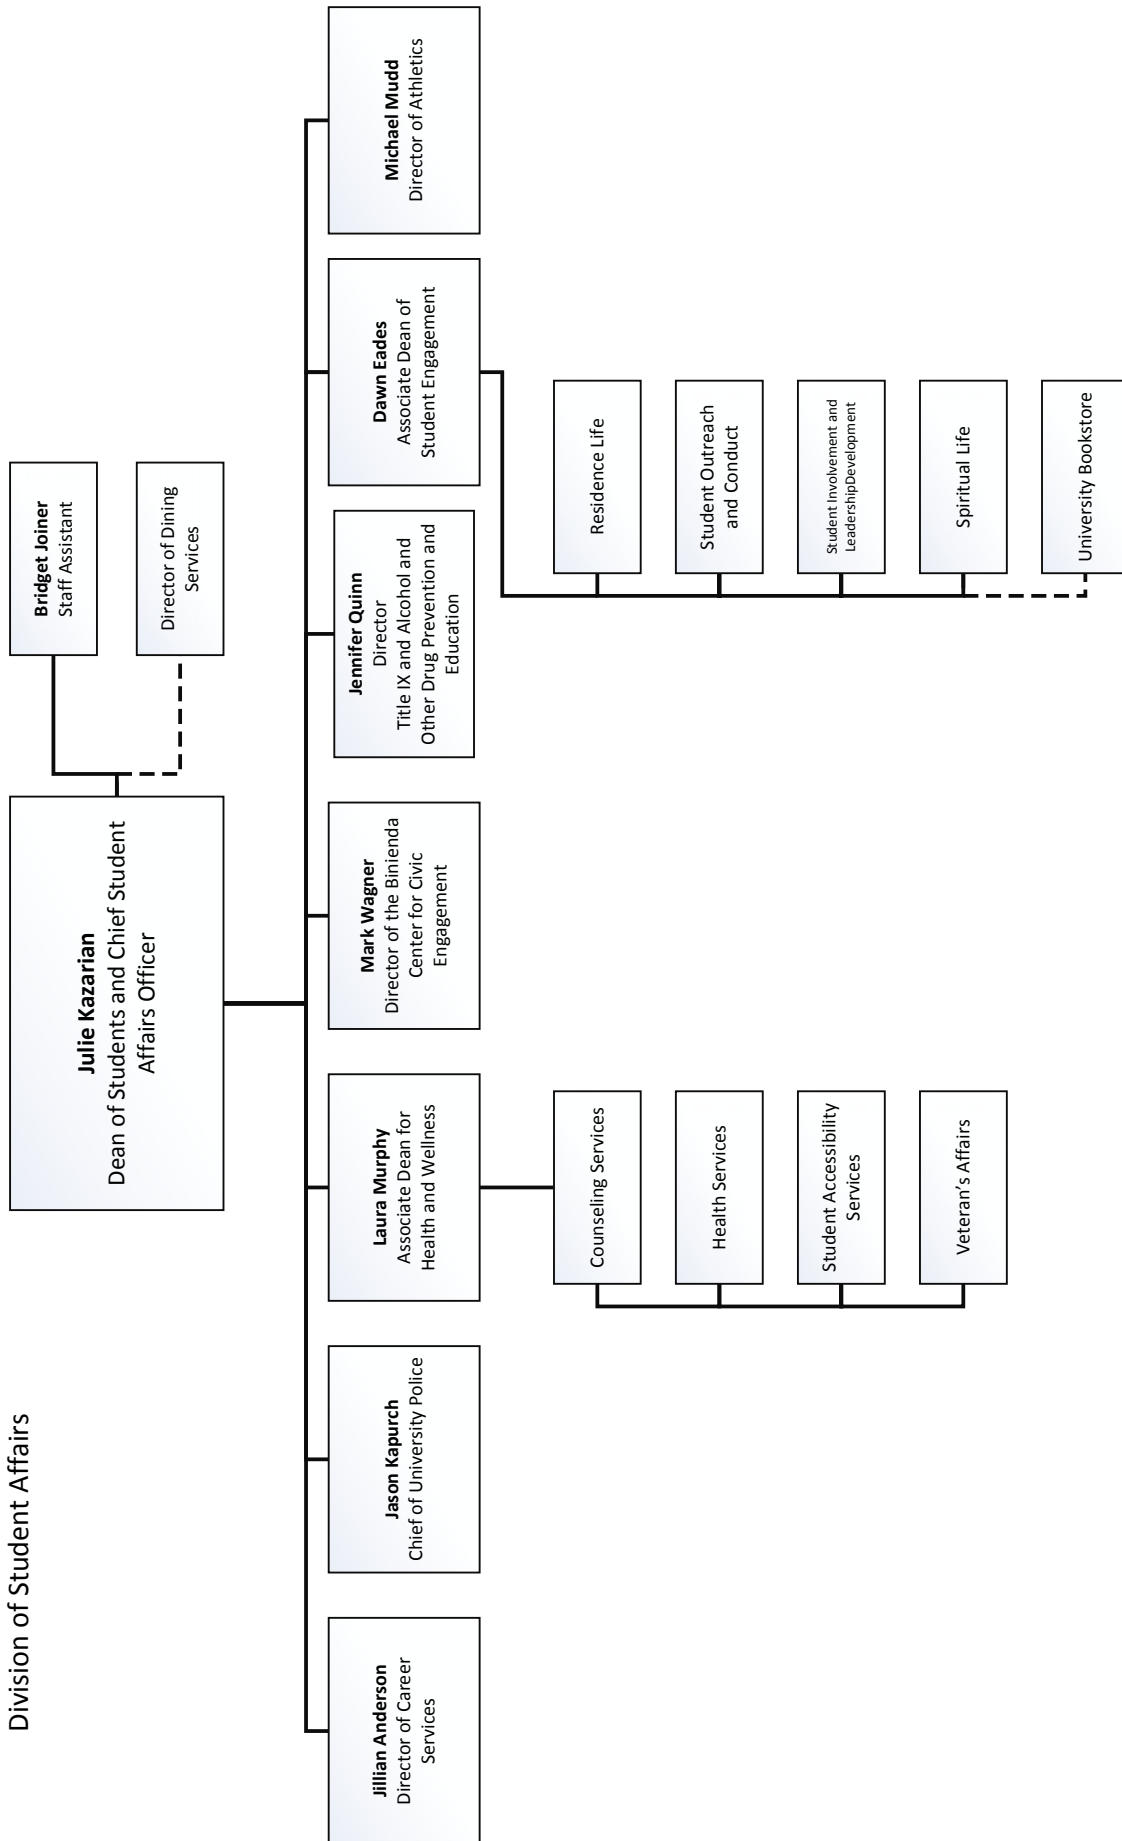 Division of Student Affairs
Julie Kazarian
Dean of Students and Chief Student
Affairs Officer
Bridget Joiner
Staff Assistant
Director of Dining
Services
Jillian Anderson
Director of Career
Services
Jason Kapurch
Chief of University Police
Laura Murphy
Associate Dean for
Health and Wellness
Mark Wagner
Director of the Binienda
Center for Civic
Engagement
Jennifer Quinn
Director
Title IX and Alcohol and
Other Drug Prevention and
Education
Dawn Eades
Associate Dean of
Student Engagement
Michael Mudd
Director of Athletics
Counseling Services
Health Services
Student Accessibility
Services
Veteran’s Affairs
Residence Life
Student Outreach
and Conduct
Student Involvement and
LeadershipDevelopment
Spiritual Life
University Bookstore